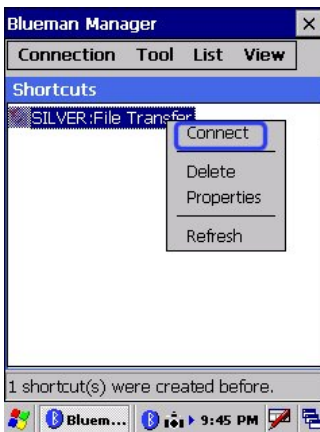 Blueman Manager
Connection Tool List View
Shortcuts
SILVER:File Transfer
Connect
Delete
Properties
Refresh
1 shortcut(s) were created before.
Bluem... 9:45 PM